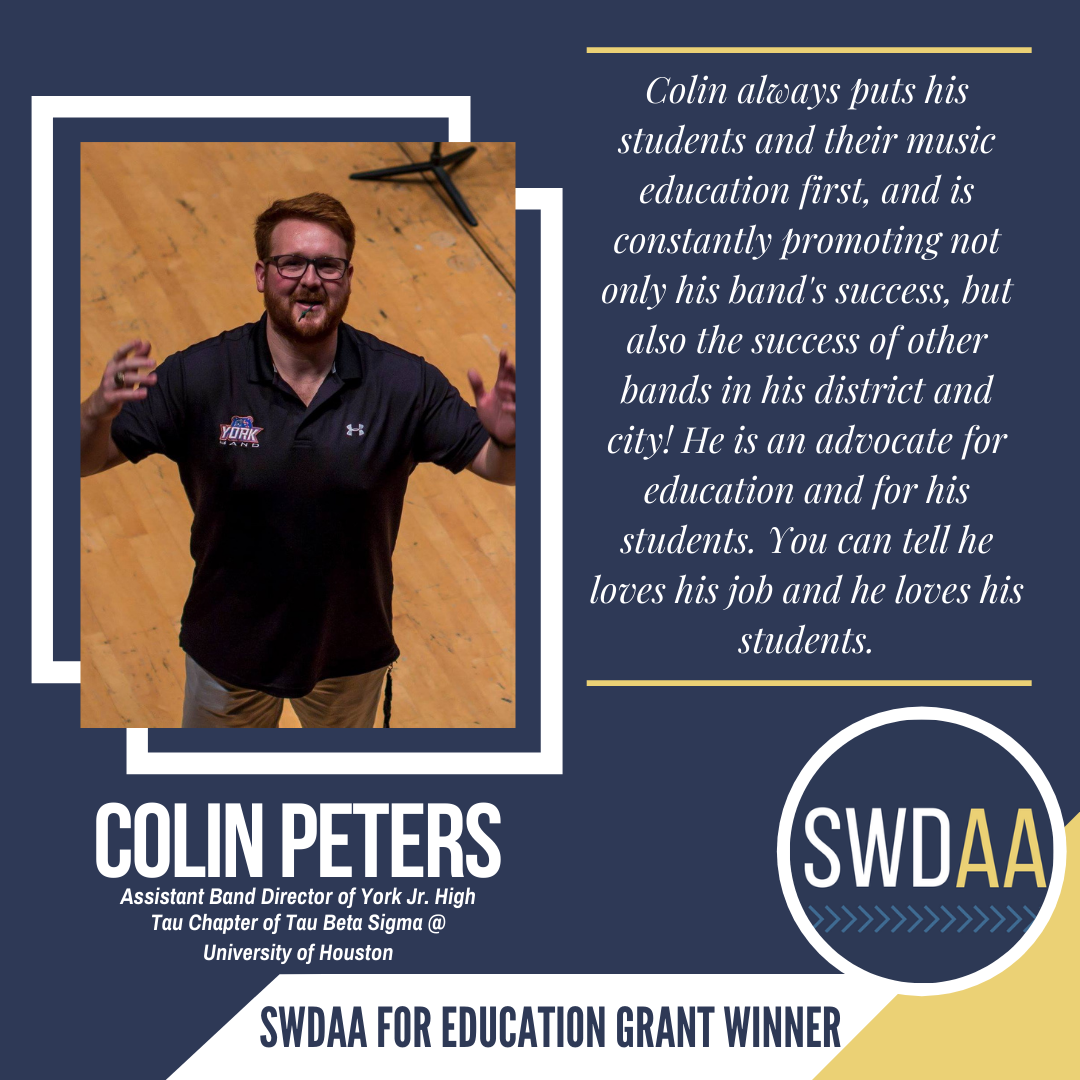 Colin always puts his
students and their music
education first, and is
constantly promoting not
only his band's success, but
also the success of other
bands in his district and
city! He is an advocate for
education and for his
students. You can tell he
loves his job and he loves his
students.
YORK
BAND
COLIN PETERS
Assistant Band Director of York Jr. High
Tau Chapter of Tau Beta Sigma @
University of Houston
SWDAA
SWDAA FOR EDUCATION GRANT WINNER